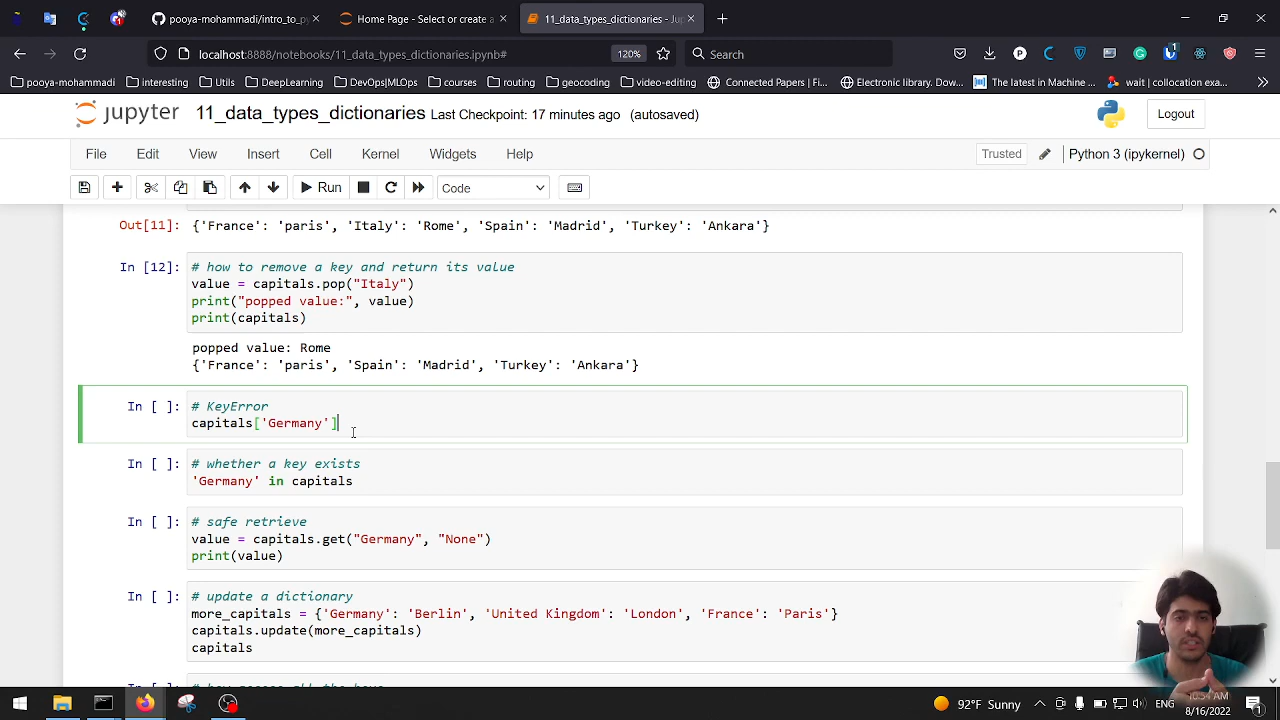 pooya-mohammadi/intro_to_py
Home Page - Select or create a
11_data_types_dictionaries - Jup
localhost:8888/notebooks/11_data_types_dictionaries.ipynb#
120%
Search
pooya-mohammadi
interesting
Utils
DeepLearning
DevOps|MLOps
courses
routing
geocoding
video-editing
Connected Papers | Fi...
Electronic library. Dow...
The latest in Machine ...
wait | collocation exa...
jupyter 11_data_types_dictionaries Last Checkpoint: 17 minutes ago (autosaved)
Logout
File Edit View Insert Cell Kernel Widgets Help
Trusted
Python 3 (ipykernel)
Run
Code
Out[11]: {'France': 'paris', 'Italy': 'Rome', 'Spain': 'Madrid', 'Turkey': 'Ankara'}
In [12]: # how to remove a key and return its value
value = capitals.pop("Italy")
print("popped value:", value)
print(capitals)
popped value: Rome
{'France': 'paris', 'Spain': 'Madrid', 'Turkey': 'Ankara'}
In [ ]: # KeyError
capitals['Germany']
In [ ]: # whether a key exists
'Germany' in capitals
In [ ]: # safe retrieve
value = capitals.get("Germany", "None")
print(value)
In [ ]: # update a dictionary
more_capitals = {'Germany': 'Berlin', 'United Kingdom': 'London', 'France': 'Paris'}
capitals.update(more_capitals)
capitals
92°F Sunny
ENG
10:54 AM
8/16/2022